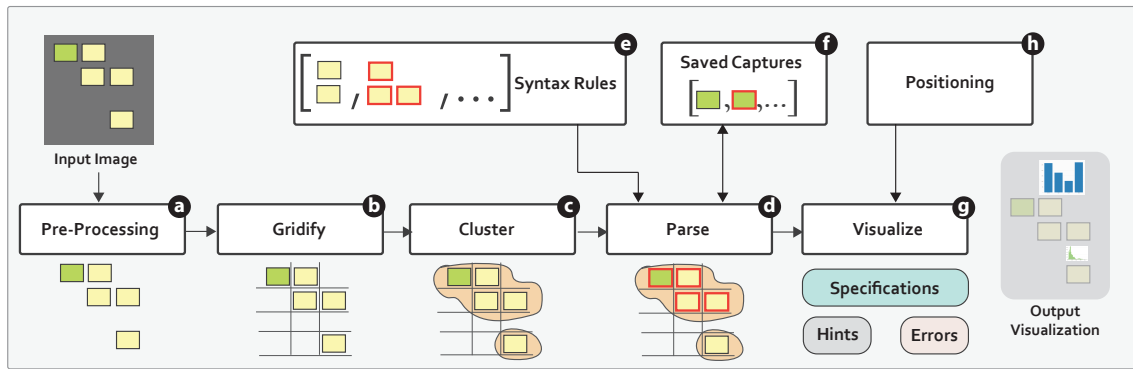 e
f
h
Saved Captures
Syntax Rules
[ , / , / , . . . ]
[ , , ... ]
Positioning
Input Image
a
b
c
d
g
Pre-Processing
Gridify
Cluster
Parse
Visualize
Specifications
Hints
Errors
Output
Visualization